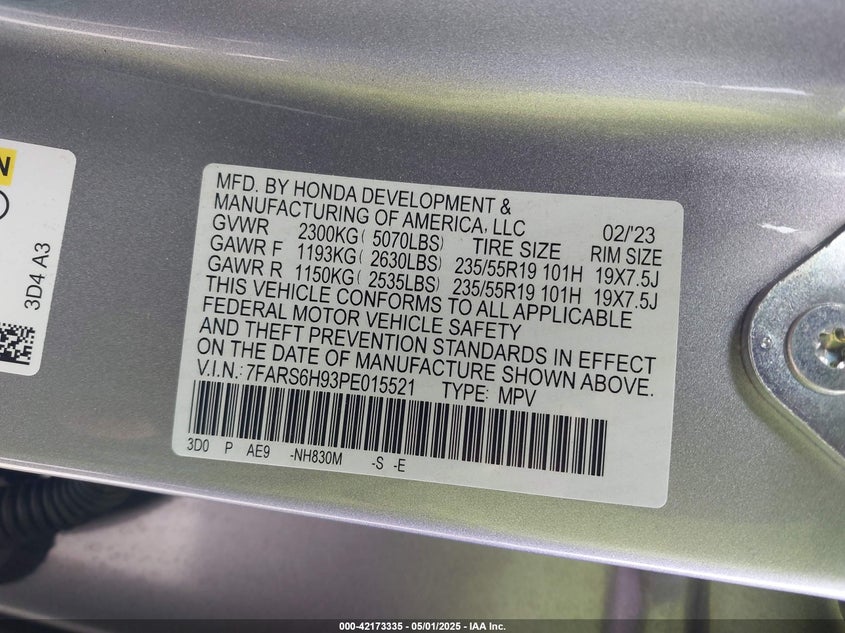 N
3D4 A3
MFD. BY HONDA DEVELOPMENT &
MANUFACTURING OF AMERICA, LLC 02/'23
GVWR 2300KG( 5070LBS) TIRE SIZE RIM SIZE
GAWR F 1193KG( 2630LBS) 235/55R19 101H 19X7.5J
GAWR R 1150KG( 2535LBS) 235/55R19 101H 19X7.5J
THIS VEHICLE CONFORMS TO ALL APPLICABLE
FEDERAL MOTOR VEHICLE SAFETY
AND THEFT PREVENTION STANDARDS IN EFFECT
ON THE DATE OF MANUFACTURE SHOWN ABOVE.
V.I.N.: 7FARS6H93PE015521 TYPE: MPV
3D0 P AE9 -NH830M -S -E
000-42173335 - 05/01/2025 - IAA Inc.